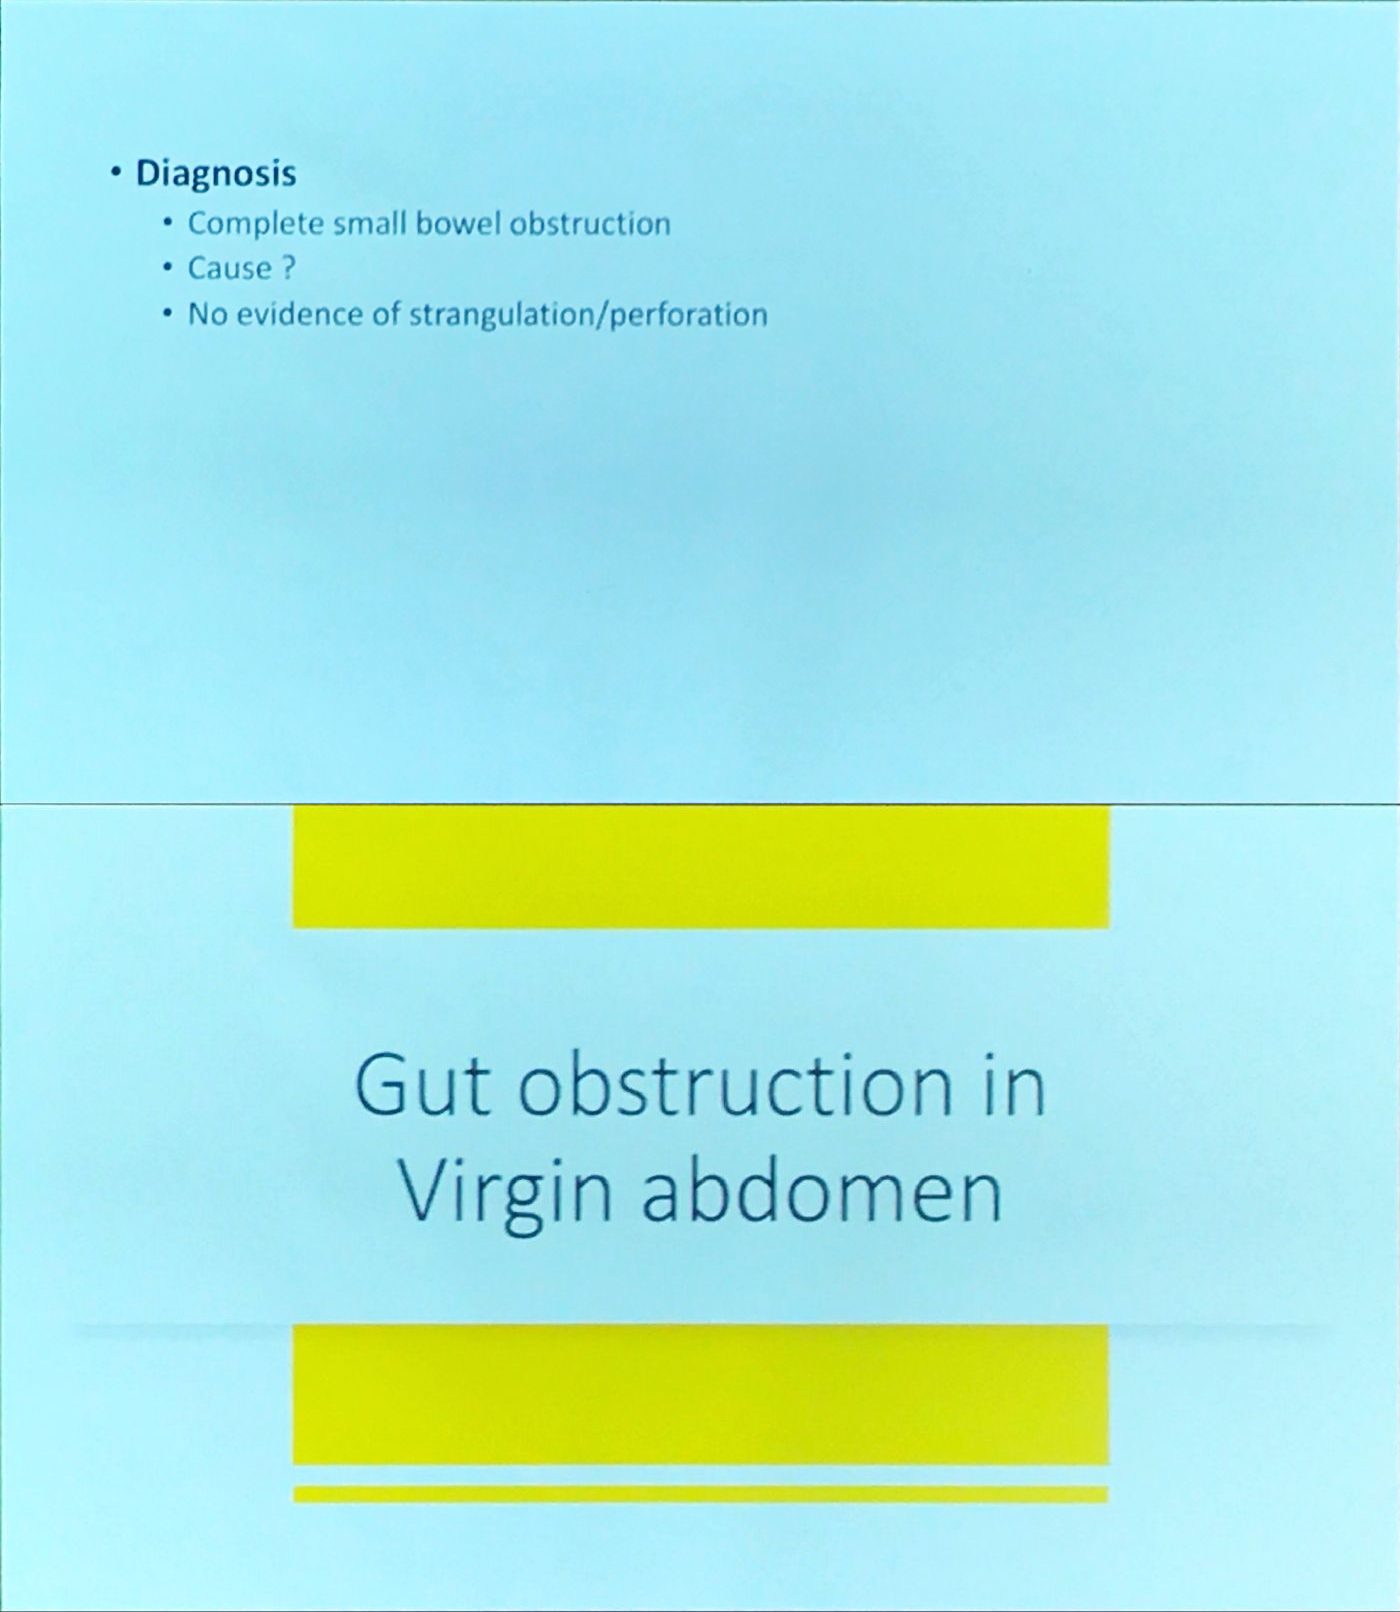 • Diagnosis
• Complete small bowel obstruction
• Cause ?
• No evidence of strangulation/perforation
Gut obstruction in
Virgin abdomen